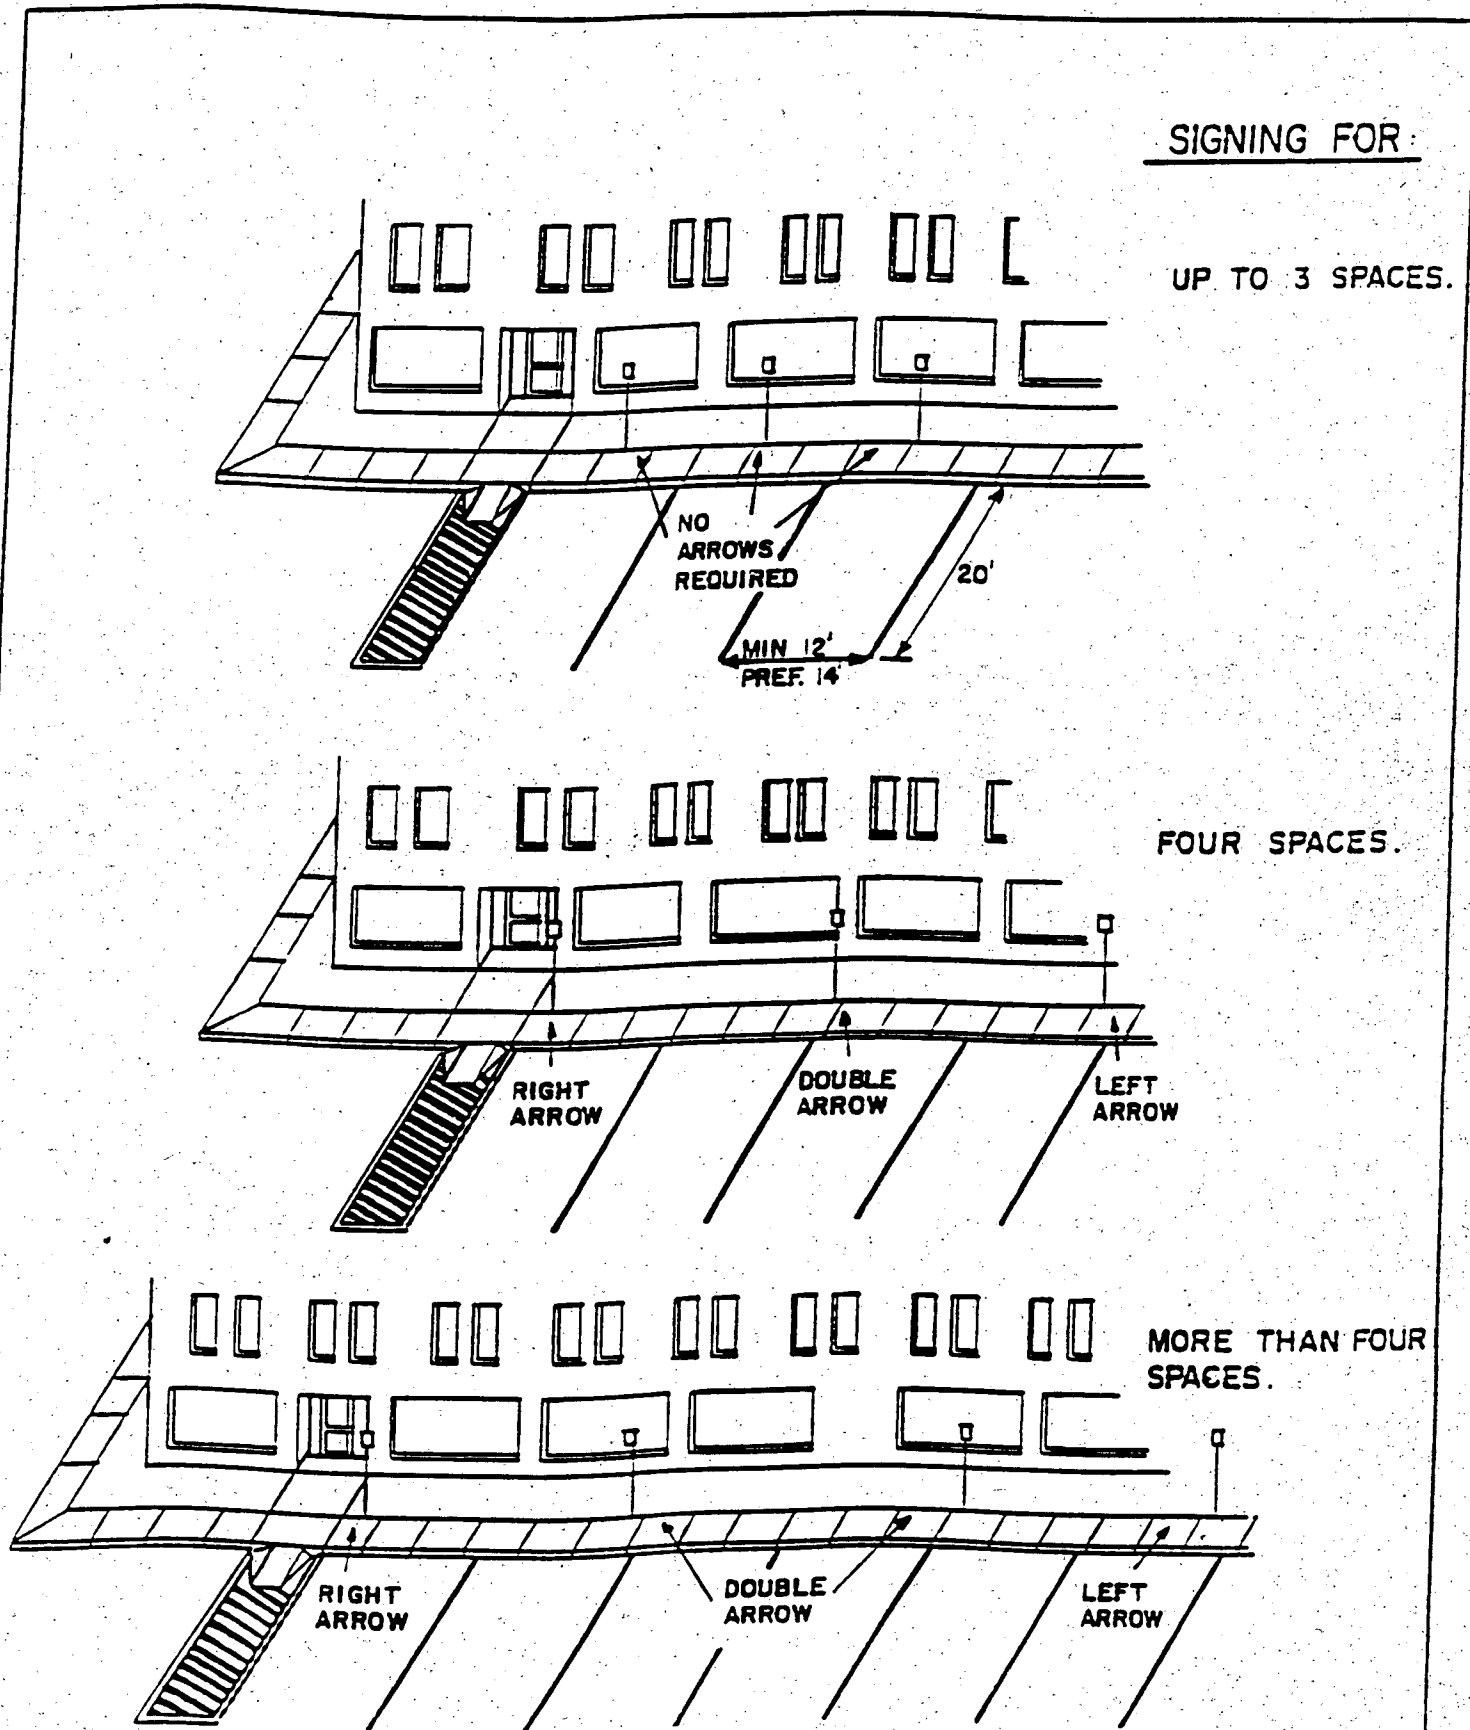 SIGNING FOR:
UP TO 3 SPACES.
NO
ARROWS
REQUIRED
20'
MIN 12'
PREF. 14'
FOUR SPACES.
RIGHT
ARROW
DOUBLE
ARROW
LEFT
ARROW
MORE THAN FOUR
SPACES.
RIGHT
ARROW
DOUBLE
ARROW
LEFT
ARROW